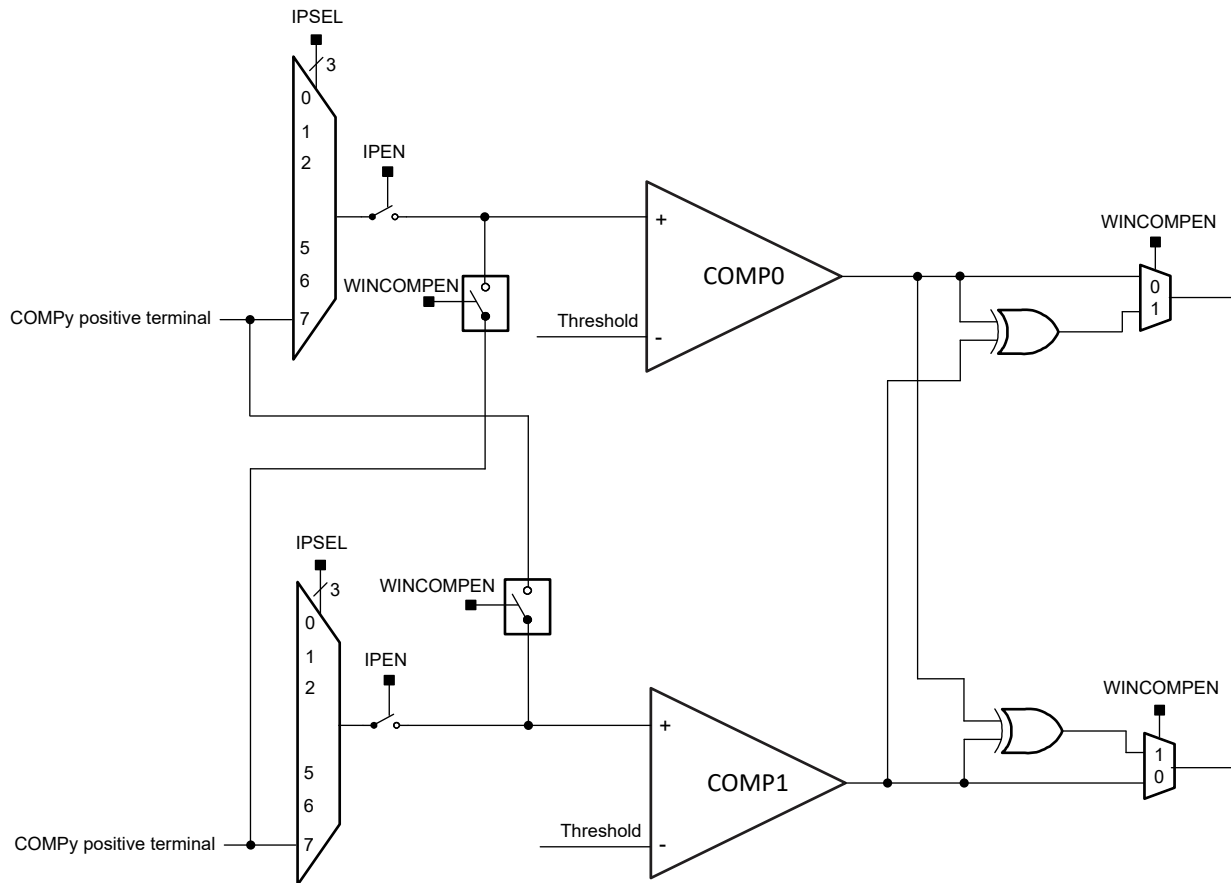 IPSEL
3
0
1
2
IPEN
5
6
7
COMPy positive terminal
WINCOMPEN
+
COMP0
Threshold
-
WINCOMPEN
0
1
IPSEL
3
0
1
2
IPEN
5
6
7
COMPy positive terminal
WINCOMPEN
+
COMP1
Threshold
-
WINCOMPEN
1
0